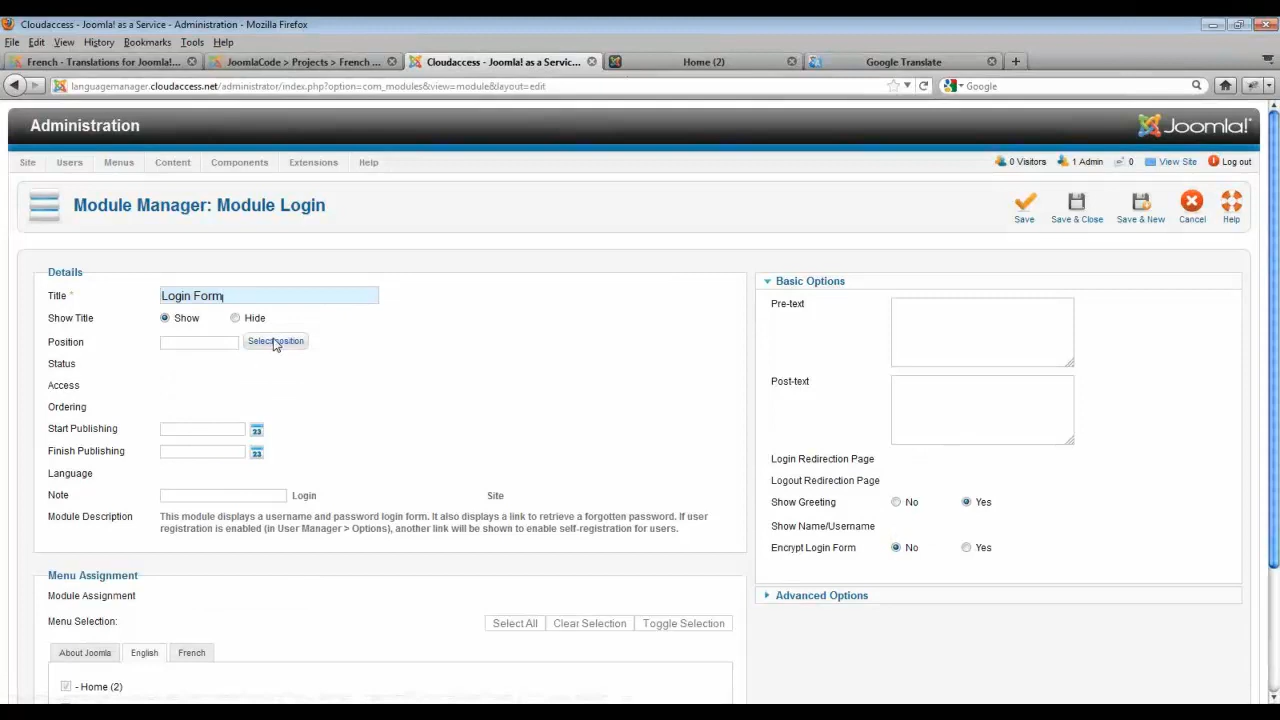 Cloudaccess - Joomla! as a Service - Administration - Mozilla Firefox
File Edit View History Bookmarks Tools Help
French - Translations for Joomla!... JoomlaCode > Projects > French ... Cloudaccess - Joomla! as a Servic... Home (2) Google Translate
languagemanager.cloudaccess.net/administrator/index.php?option=com_modules&view=module&layout=edit Google
Administration Joomla!
Site Users Menus Content Components Extensions Help 0 Visitors 1 Admin 0 View Site Log out
Module Manager: Module Login
Save Save & Close Save & New Cancel Help
Details
Title * Login Form
Show Title Show Hide
Position Select position
Status
Access
Ordering
Start Publishing 23
Finish Publishing 23
Language
Note Login Site
Module Description This module displays a username and password login form. It also displays a link to retrieve a forgotten password. If user
registration is enabled (in User Manager > Options), another link will be shown to enable self-registration for users.
Menu Assignment
Module Assignment
Menu Selection: Select All Clear Selection Toggle Selection
About Joomla English French
- Home (2)
Basic Options
Pre-text
Post-text
Login Redirection Page
Logout Redirection Page
Show Greeting No Yes
Show Name/Username
Encrypt Login Form No Yes
Advanced Options